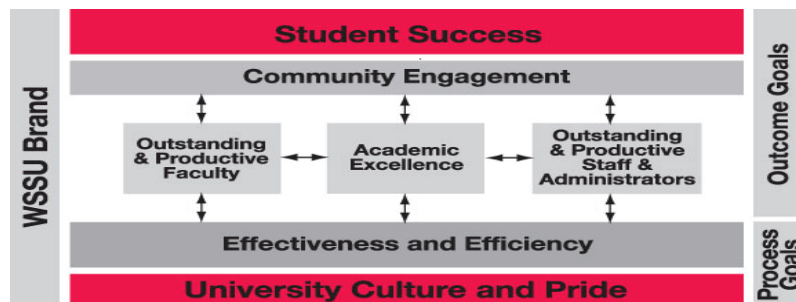 Student Success
Community Engagement
Outstanding
& Productive
Faculty
Academic
Excellence
Outstanding
& Productive
Staff &
Administrators
Effectiveness and Efficiency
University Culture and Pride
WSSU Brand
Outcome Goals
Process
Goals